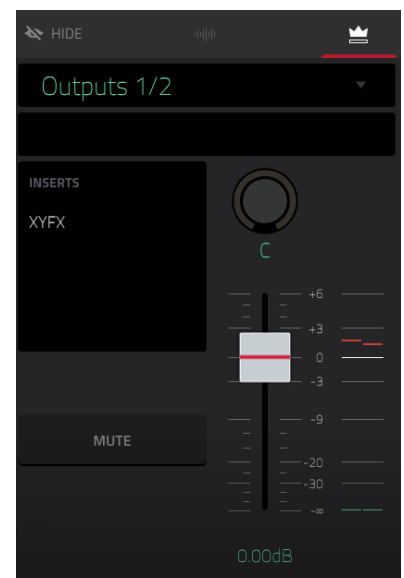 HIDE
Outputs 1/2
INSERTS
XYFX
C
+6
+3
0
-3
-9
MUTE
-20
-30
-∞
0.00dB